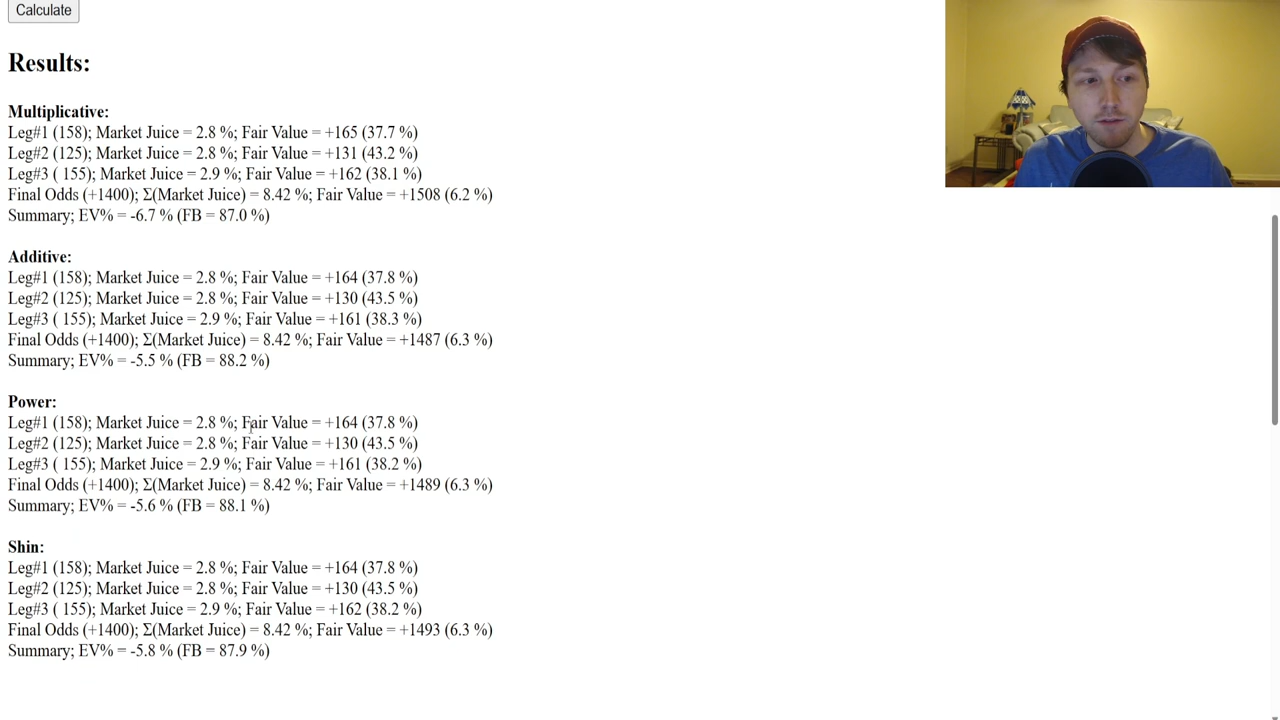 Calculate
Results:
Multiplicative:
Leg#1 (158); Market Juice = 2.8 %; Fair Value = +165 (37.7 %)
Leg#2 (125); Market Juice = 2.8 %; Fair Value = +131 (43.2 %)
Leg#3 ( 155); Market Juice = 2.9 %; Fair Value = +162 (38.1 %)
Final Odds (+1400); Σ(Market Juice) = 8.42 %; Fair Value = +1508 (6.2 %)
Summary; EV% = -6.7 % (FB = 87.0 %)
Additive:
Leg#1 (158); Market Juice = 2.8 %; Fair Value = +164 (37.8 %)
Leg#2 (125); Market Juice = 2.8 %; Fair Value = +130 (43.5 %)
Leg#3 ( 155); Market Juice = 2.9 %; Fair Value = +161 (38.3 %)
Final Odds (+1400); Σ(Market Juice) = 8.42 %; Fair Value = +1487 (6.3 %)
Summary; EV% = -5.5 % (FB = 88.2 %)
Power:
Leg#1 (158); Market Juice = 2.8 %; Fair Value = +164 (37.8 %)
Leg#2 (125); Market Juice = 2.8 %; Fair Value = +130 (43.5 %)
Leg#3 ( 155); Market Juice = 2.9 %; Fair Value = +161 (38.2 %)
Final Odds (+1400); Σ(Market Juice) = 8.42 %; Fair Value = +1489 (6.3 %)
Summary; EV% = -5.6 % (FB = 88.1 %)
Shin:
Leg#1 (158); Market Juice = 2.8 %; Fair Value = +164 (37.8 %)
Leg#2 (125); Market Juice = 2.8 %; Fair Value = +130 (43.5 %)
Leg#3 ( 155); Market Juice = 2.9 %; Fair Value = +162 (38.2 %)
Final Odds (+1400); Σ(Market Juice) = 8.42 %; Fair Value = +1493 (6.3 %)
Summary; EV% = -5.8 % (FB = 87.9 %)